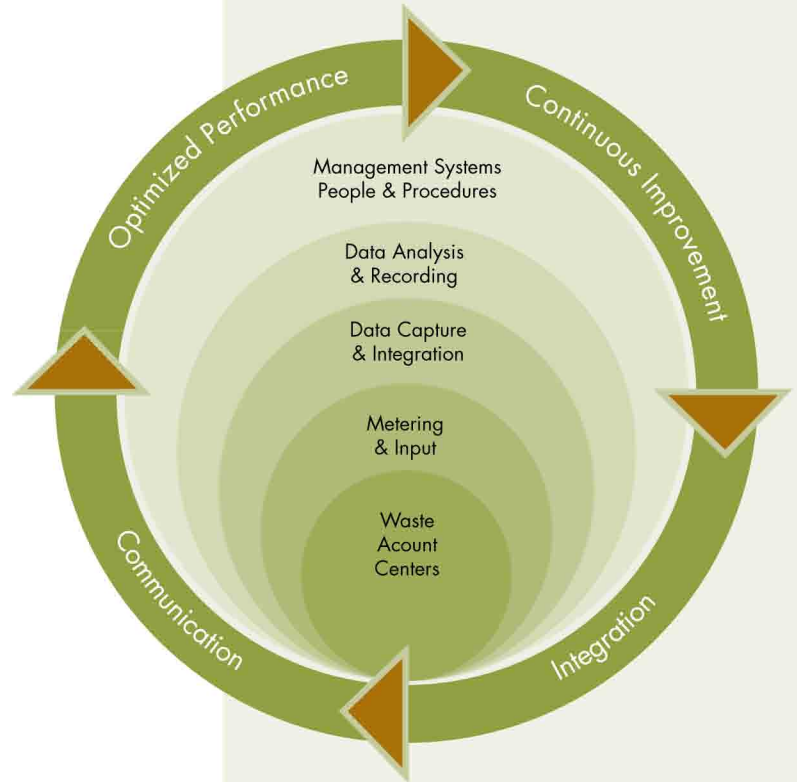 Optimized Performance
Continuous Improvement
Management Systems
People & Procedures
Data Analysis
& Recording
Data Capture
& Integration
Metering
& Input
Waste
Acount
Centers
Communication
Integration